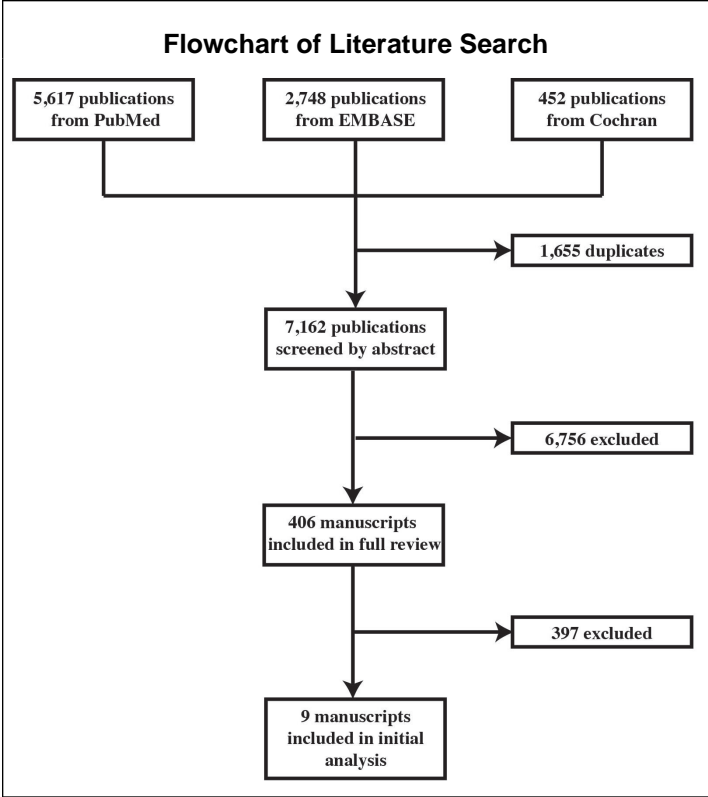 Flowchart of Literature Search
5,617 publications
from PubMed
2,748 publications
from EMBASE
452 publications
from Cochran
1,655 duplicates
7,162 publications
screened by abstract
6,756 excluded
406 manuscripts
included in full review
397 excluded
9 manuscripts
included in initial
analysis